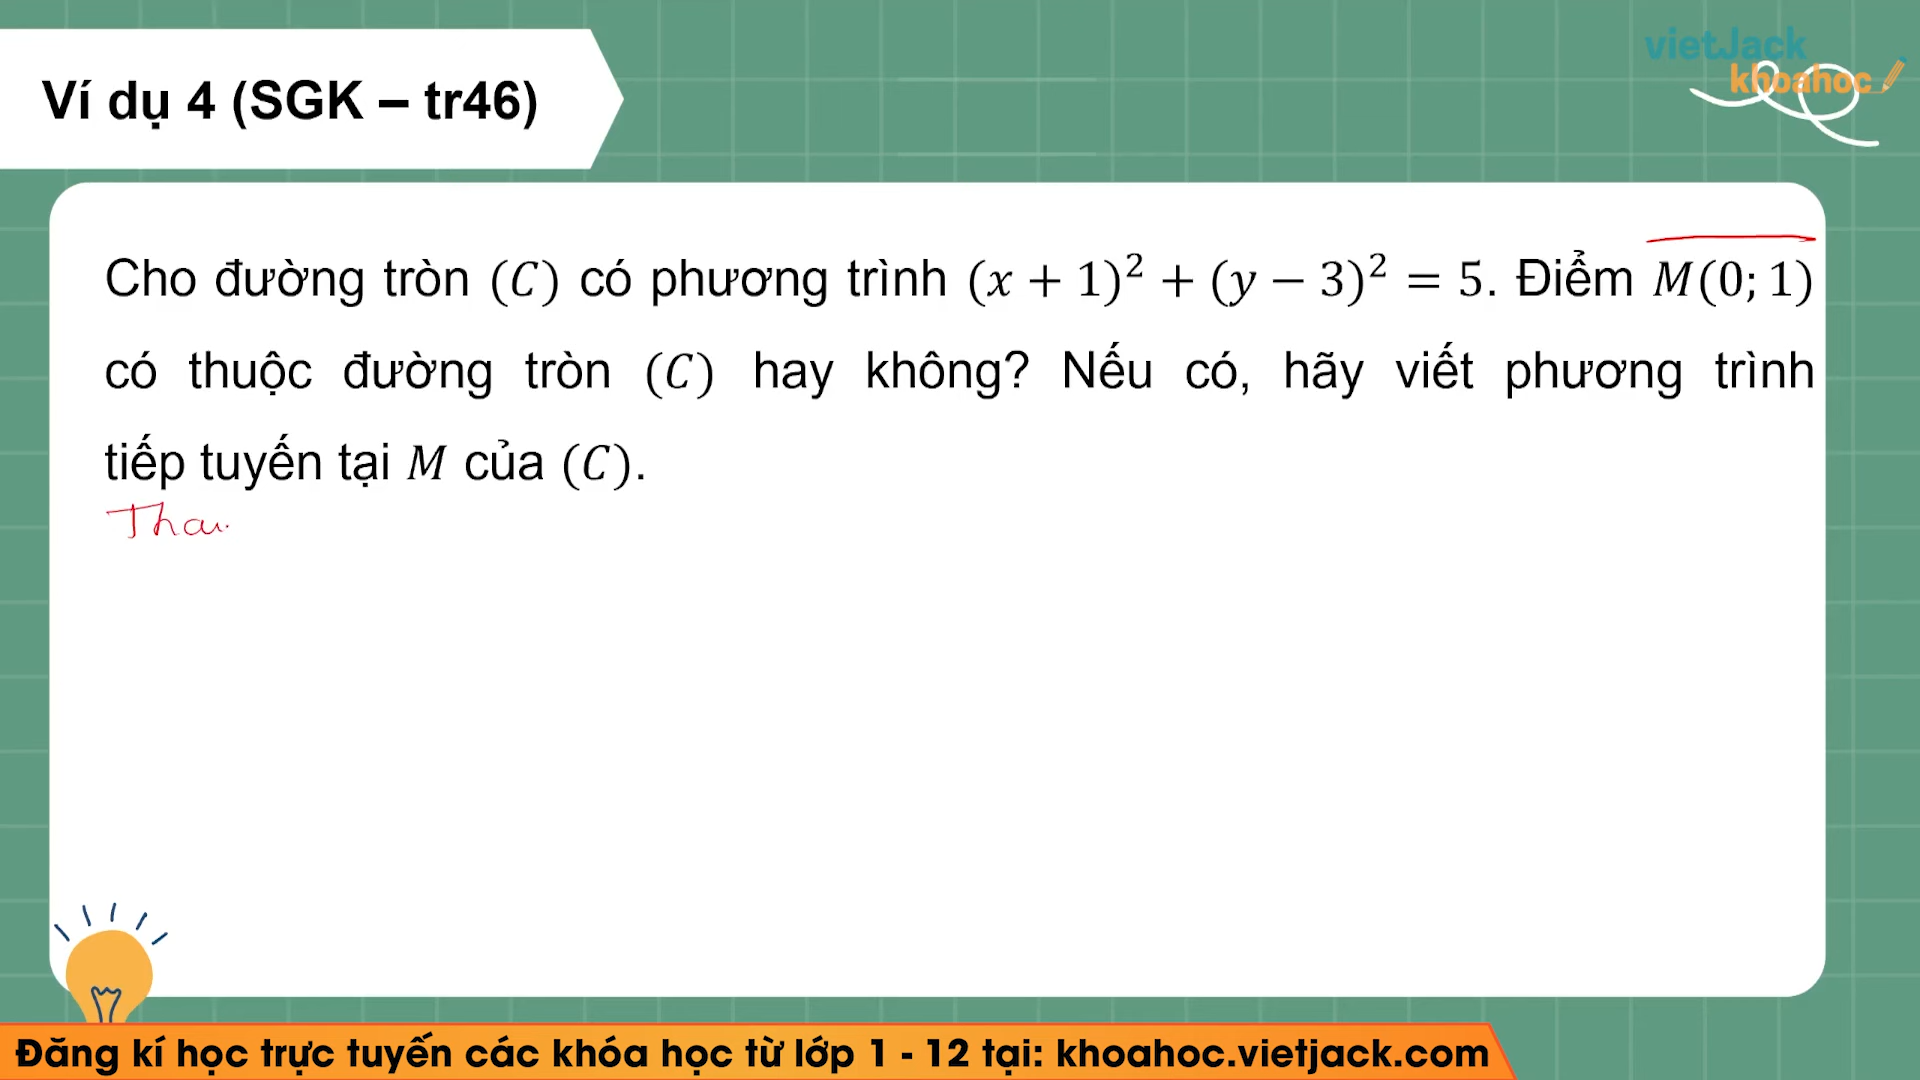 Ví dụ 4 (SGK – tr46)
vietJack
khoahoc
Cho đường tròn (C) có phương trình (x + 1)² + (y − 3)² = 5. Điểm M(0; 1)
có thuộc đường tròn (C) hay không? Nếu có, hãy viết phương trình
tiếp tuyến tại M của (C).
Đăng kí học trực tuyến các khóa học từ lớp 1 - 12 tại: khoahoc.vietjack.com